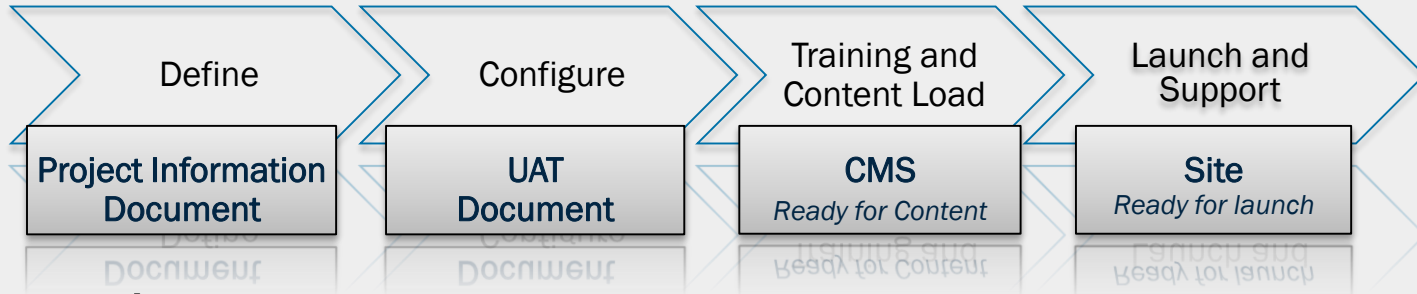 Define
Configure
Training and
Content Load
Launch and
Support
Project Information
Document
UAT
Document
CMS
Ready for Content
Site
Ready for launch